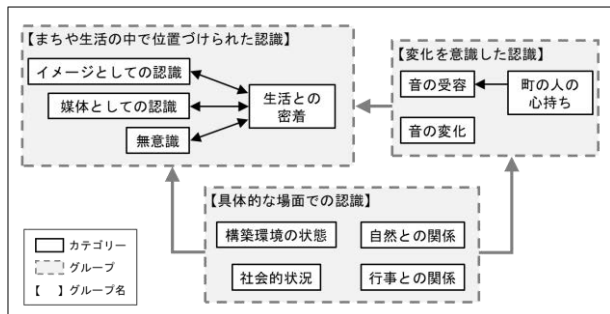 【まちや生活の中で位置づけられた認識】
イメージとしての認識
媒体としての認識
無意識
生活との
密着
【変化を意識した認識】
音の受容
町の人の
心持ち
音の変化
【具体的な場面での認識】
構築環境の状態
自然との関係
社会的状況
行事との関係
カテゴリー
グループ
【　】グループ名